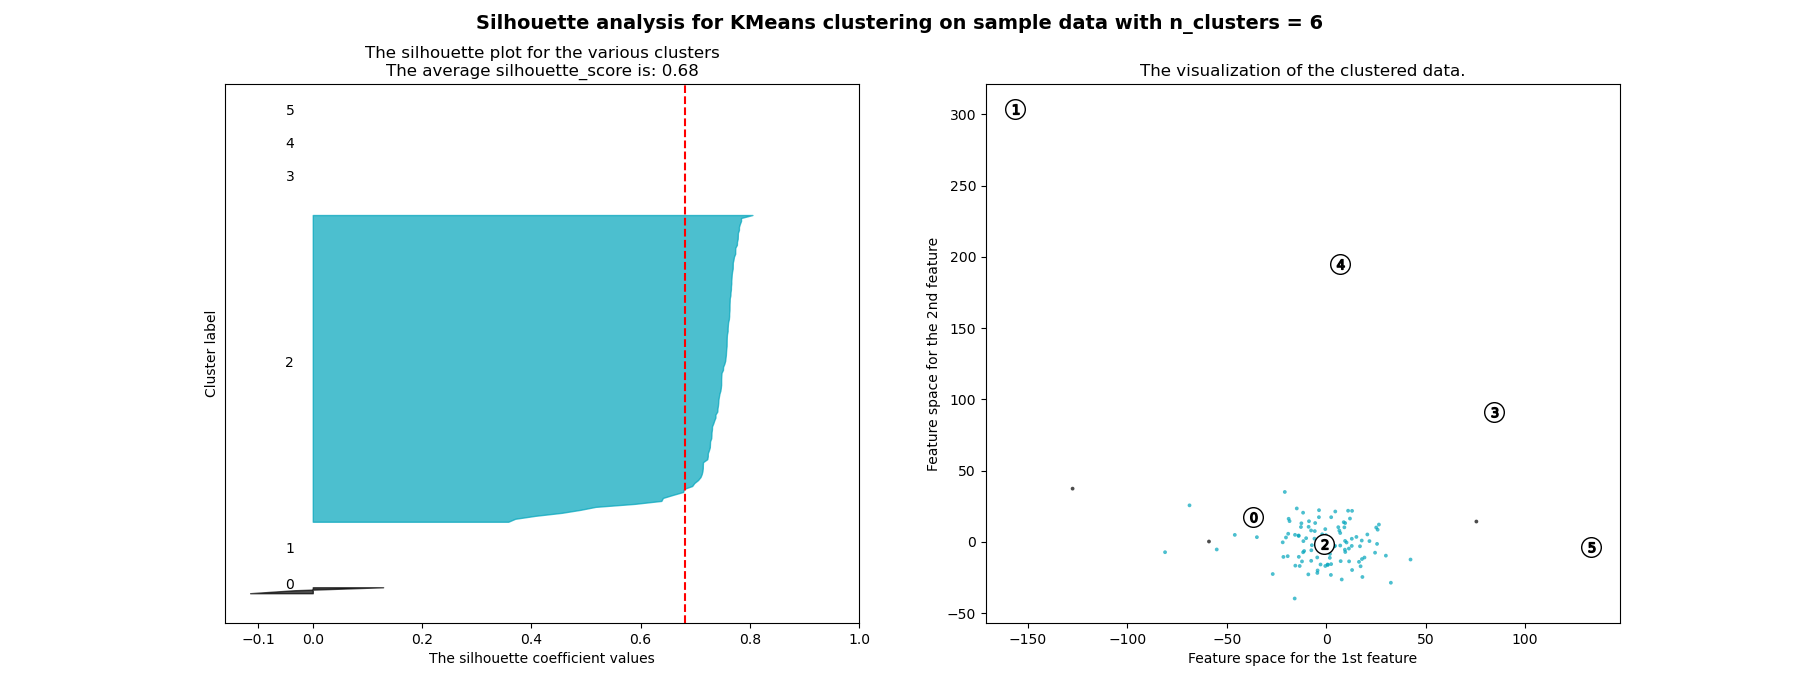 Silhouette analysis for KMeans clustering on sample data with n_clusters = 6
The silhouette plot for the various clusters
The average silhouette_score is: 0.68
5
4
3
2
1
0
Cluster label
−0.1 0.0 0.2 0.4 0.6 0.8 1.0
The silhouette coefficient values
The visualization of the clustered data.
300
250
200
150
100
50
0
−50
Feature space for the 2nd feature
1
4
3
0
2
5
−150 −100 −50 0 50 100
Feature space for the 1st feature